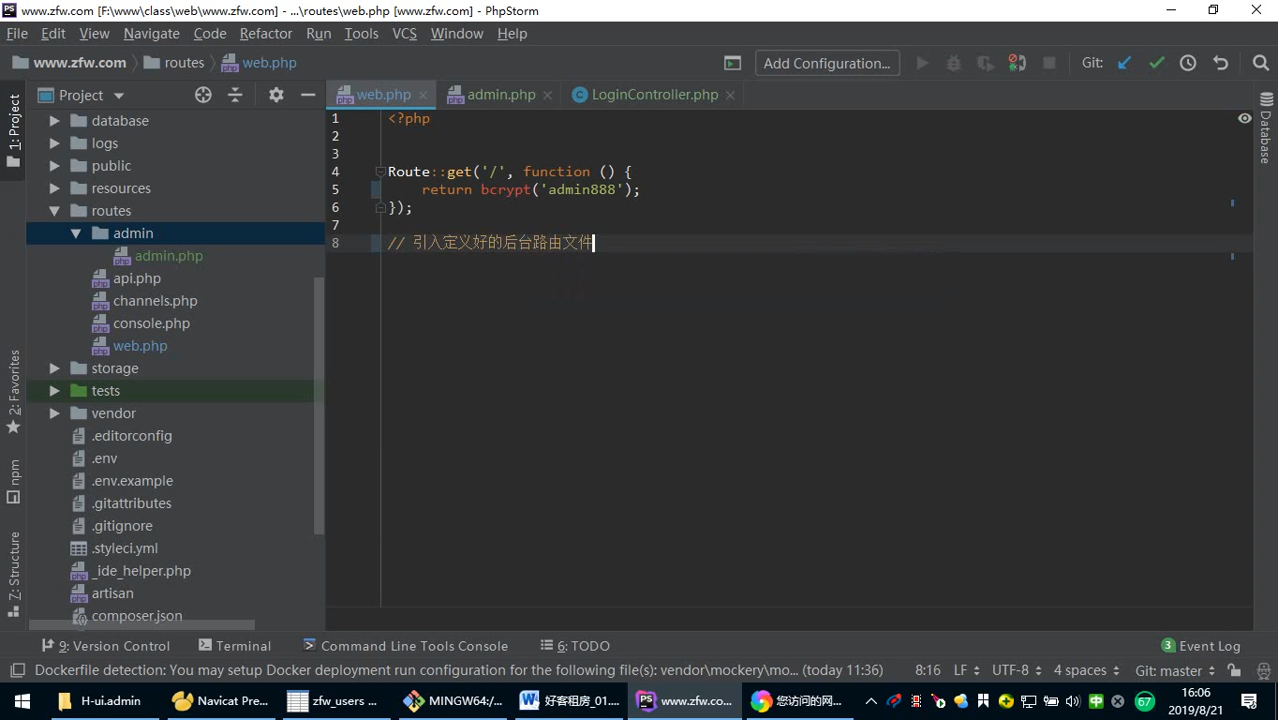 www.zfw.com [F:\www\class\web\www.zfw.com] - ...\routes\web.php [www.zfw.com] - PhpStorm
File Edit View Navigate Code Refactor Run Tools VCS Window Help
www.zfw.com routes web.php Add Configuration... Git:
1: Project
2: Favorites
npm
Z: Structure
Project
database
logs
public
resources
routes
admin
admin.php
api.php
channels.php
console.php
web.php
storage
tests
vendor
.editorconfig
.env
.env.example
.gitattributes
.gitignore
.styleci.yml
_ide_helper.php
artisan
composer.json
web.php admin.php LoginController.php
1 <?php
2
3
4 Route::get('/', function () {
5 return bcrypt('admin888');
6 });
7
8 // 引入定义好的后台路由文件
Database
9: Version Control Terminal Command Line Tools Console 6: TODO 3 Event Log
Dockerfile detection: You may setup Docker deployment run configuration for the following file(s): vendor\mockery\mo... (today 11:36) 8:16 LF UTF-8 4 spaces Git: master
H-ui.admin Navicat Pre... zfw_users ... MINGW64:/... 好客租房_01.... www.zfw.co... 您访问的网... 67 16:06
2019/8/21